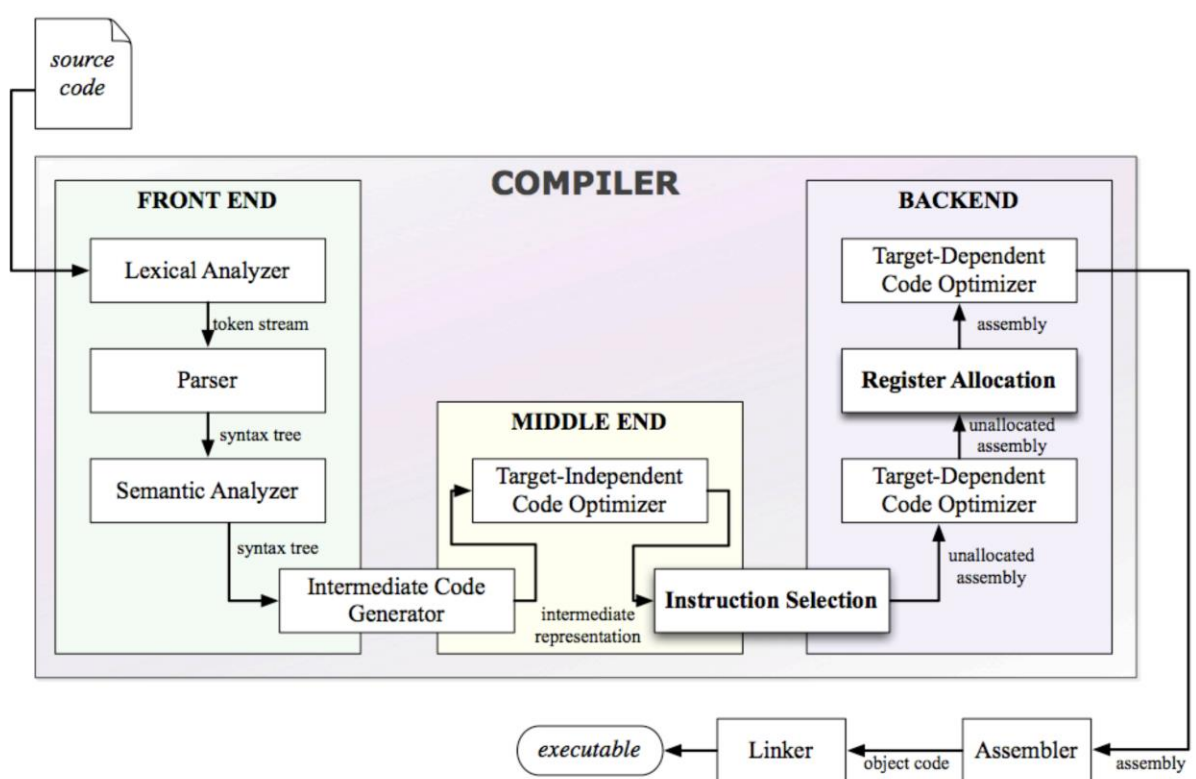 source
code
COMPILER
FRONT END
Lexical Analyzer
token stream
Parser
syntax tree
Semantic Analyzer
syntax tree
Intermediate Code
Generator
MIDDLE END
Target-Independent
Code Optimizer
intermediate
representation
Instruction Selection
BACKEND
Target-Dependent
Code Optimizer
assembly
Register Allocation
unallocated
assembly
Target-Dependent
Code Optimizer
unallocated
assembly
executable
Linker
object code
Assembler
assembly